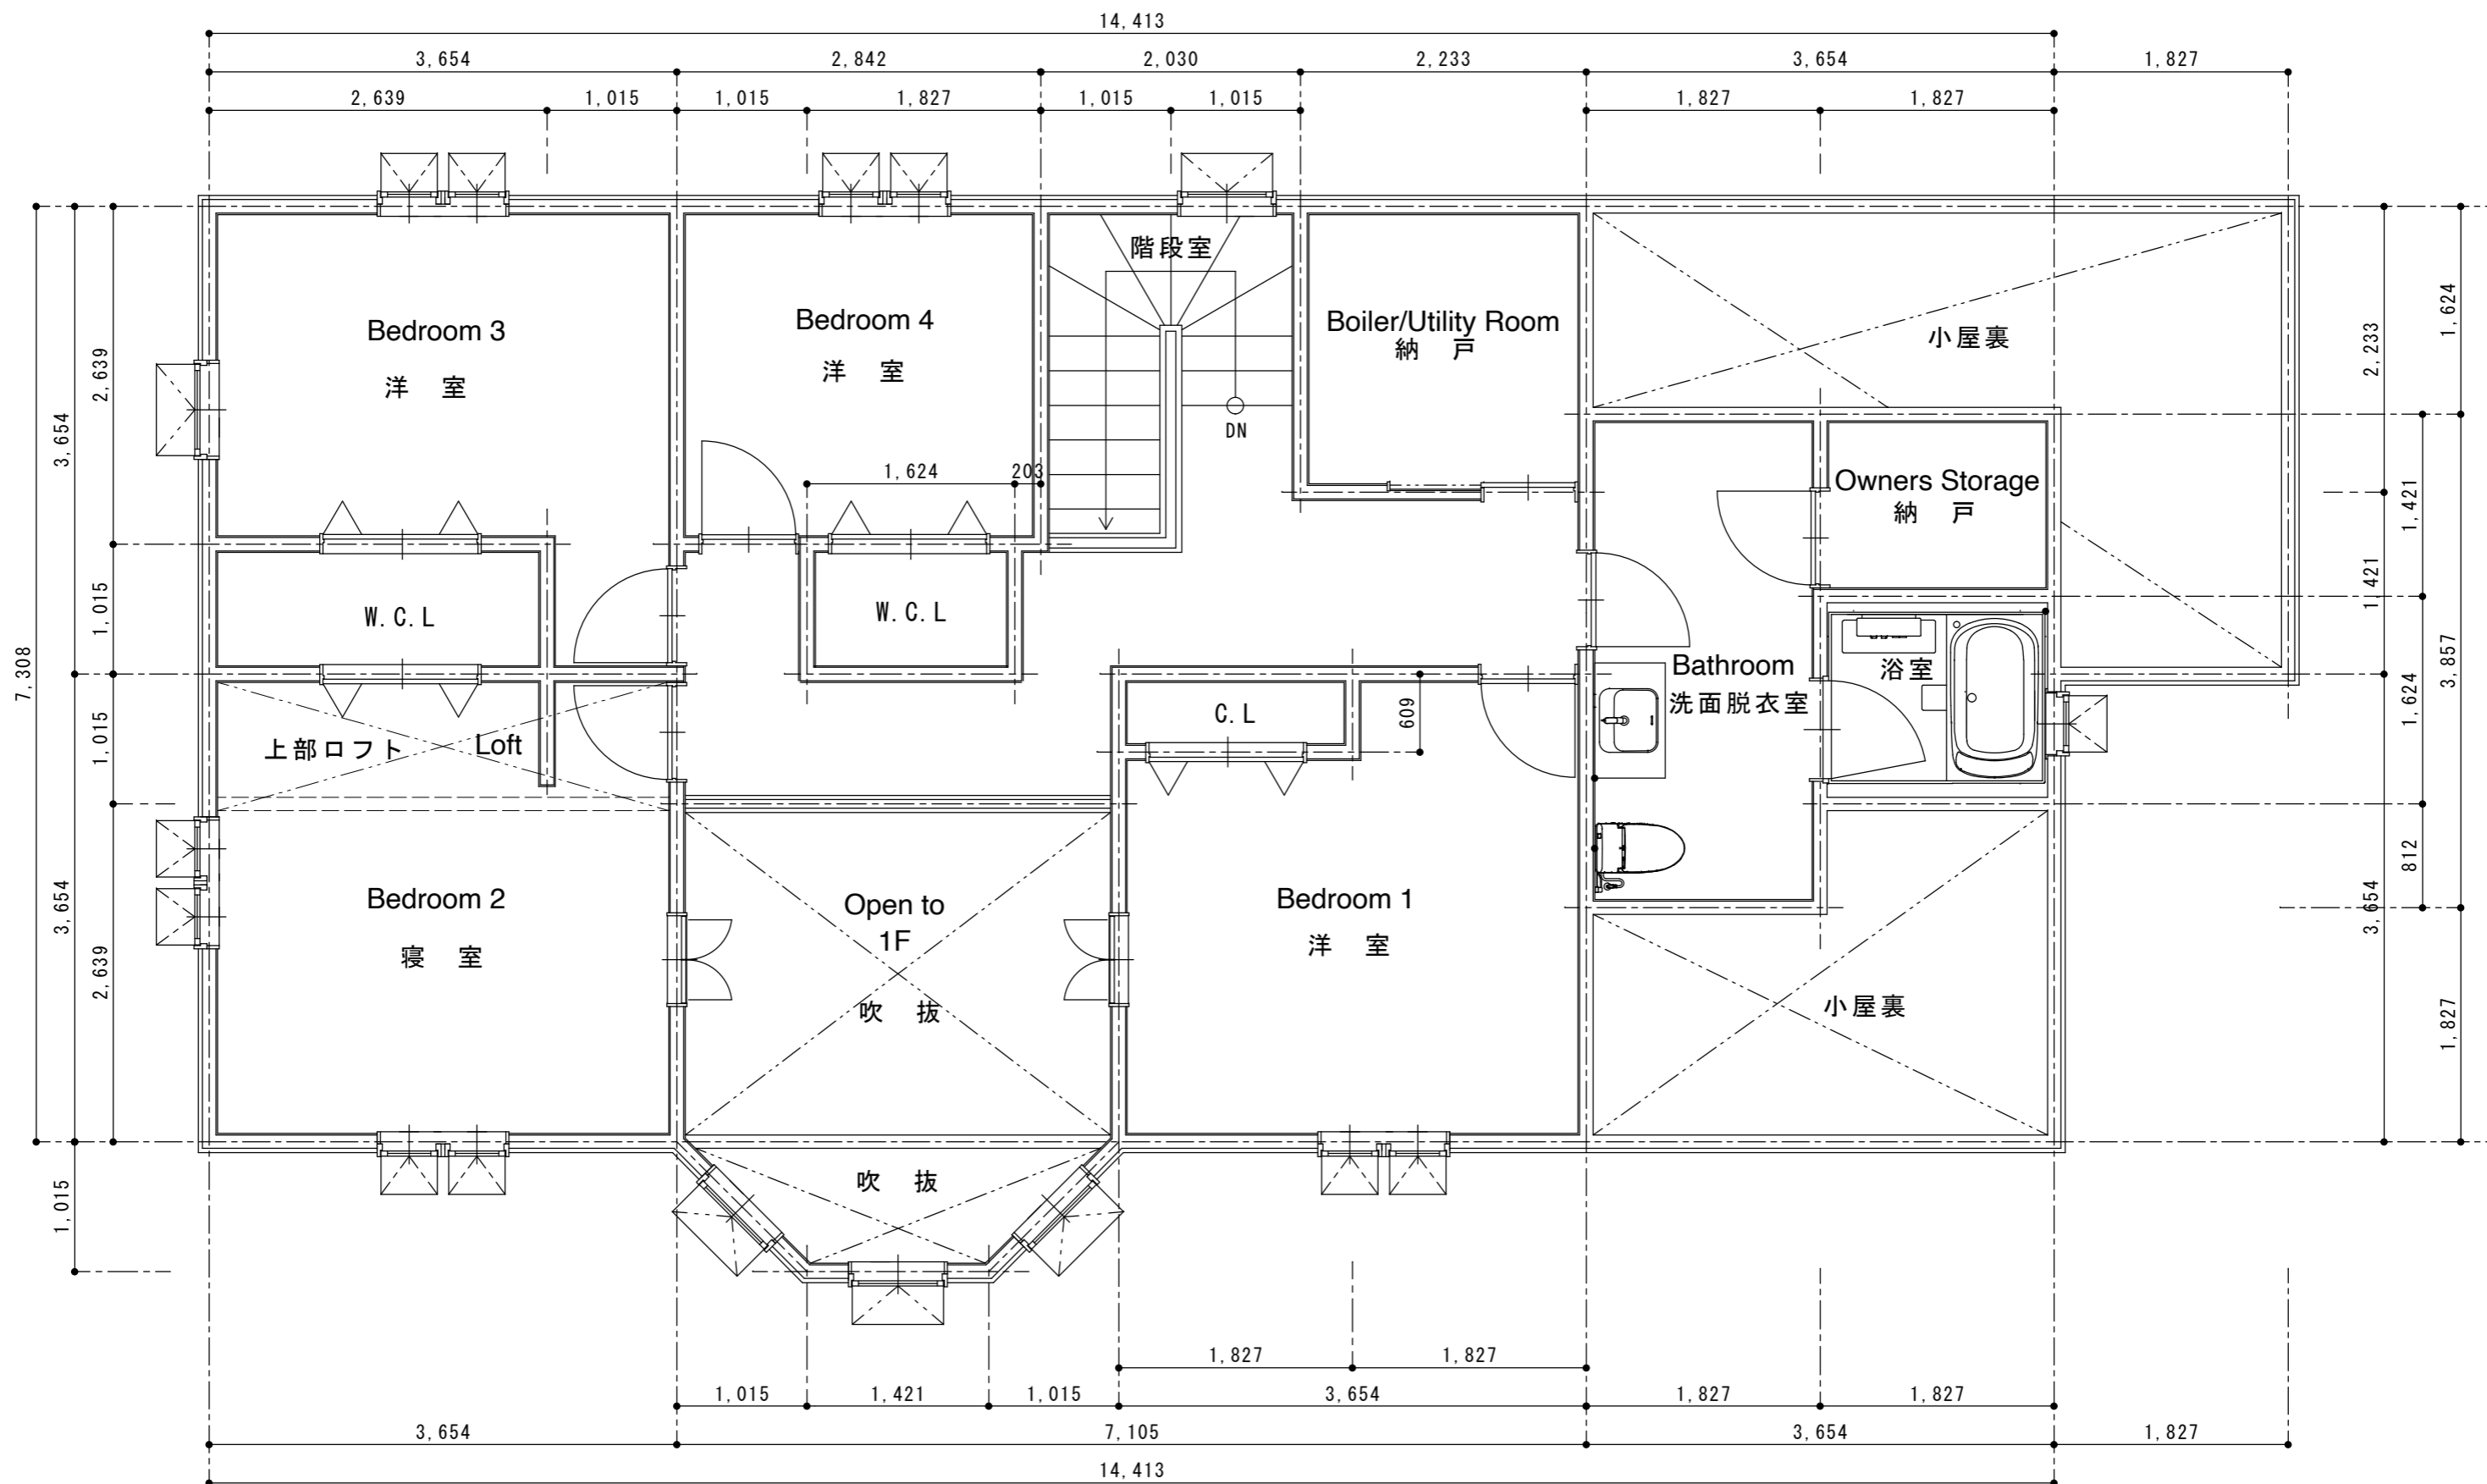 14,413
3,654
2,842
2,030
2,233
3,654
1,827
2,639
1,015
1,015
1,827
1,015
1,015
1,827
1,827
階段室
Bedroom 3
洋 室
Bedroom 4
洋 室
Boiler/Utility Room
納 戸
小屋裏
DN
1,624
203
Owners Storage
納 戸
W.C.L
W.C.L
Bathroom
洗面脱衣室
浴室
C.L
609
上部ロフト
Loft
Bedroom 2
寝 室
Open to
1F
吹 抜
Bedroom 1
洋 室
小屋裏
吹 抜
7,308
3,654
3,654
1,015
2,639
1,015
1,015
2,639
2,233
1,421
3,654
1,421
1,624
812
1,624
3,857
1,827
1,827
1,827
1,015
1,421
1,015
3,654
1,827
1,827
3,654
7,105
3,654
1,827
14,413